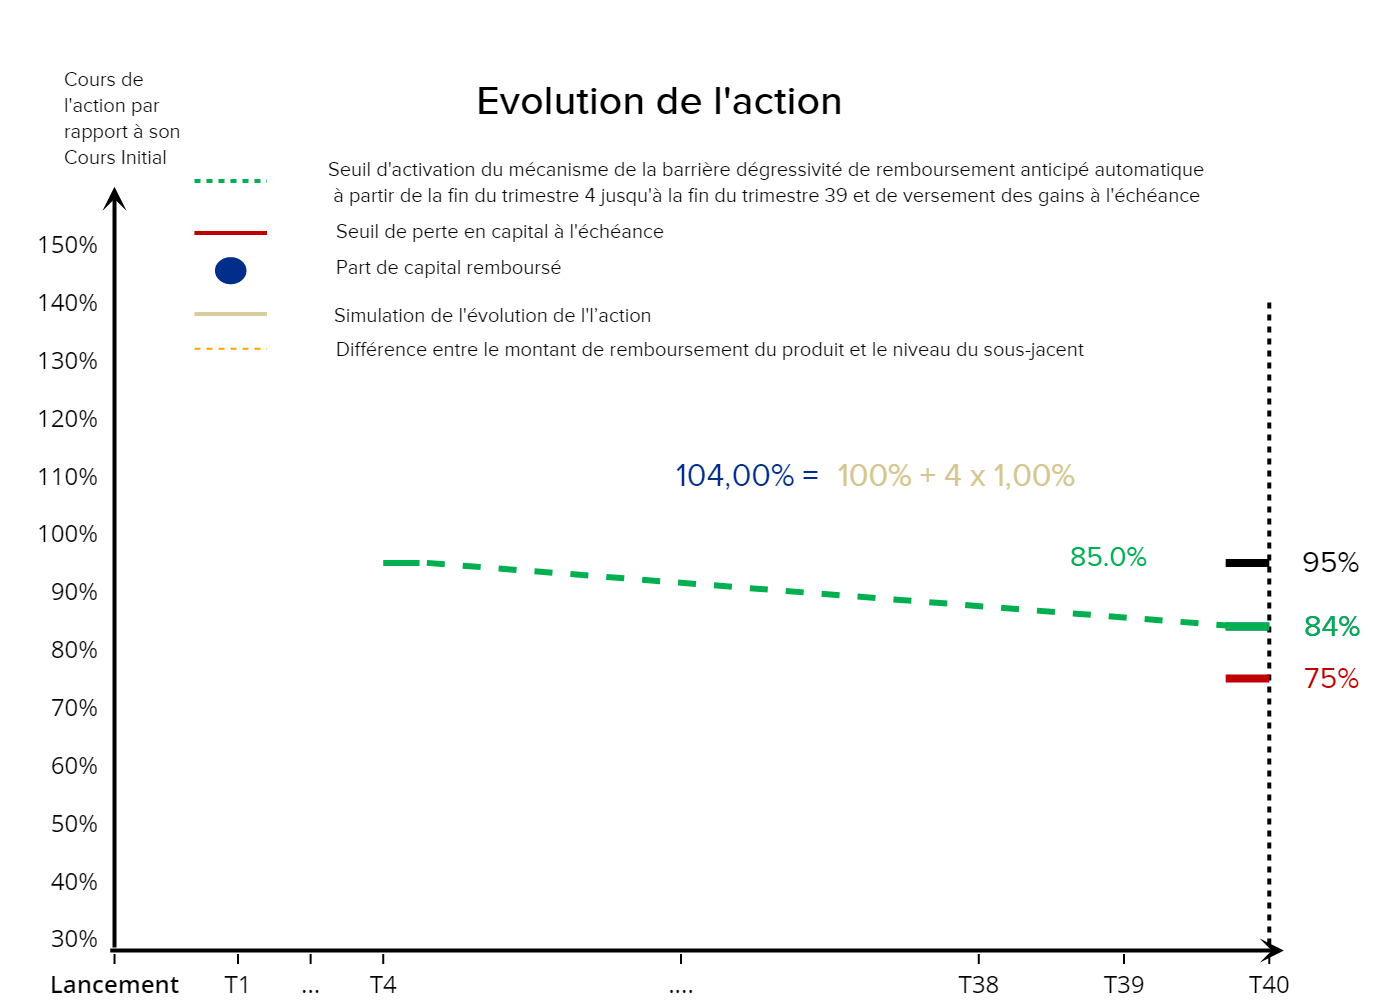 Cours de
l'action par
rapport à son
Cours Initial
Evolution de l'action
Seuil d'activation du mécanisme de la barrière dégressivité de remboursement anticipé automatique
à partir de la fin du trimestre 4 jusqu'à la fin du trimestre 39 et de versement des gains à l'échéance
Seuil de perte en capital à l'échéance
Part de capital remboursé
Simulation de l'évolution de l'l’action
Différence entre le montant de remboursement du produit et le niveau du sous-jacent
150%
140%
130%
120%
110%
100%
90%
80%
70%
60%
50%
40%
30%
104,00% = 100% + 4 x 1,00%
85.0%
95%
84%
75%
Lancement T1 ... T4 .... T38 T39 T40